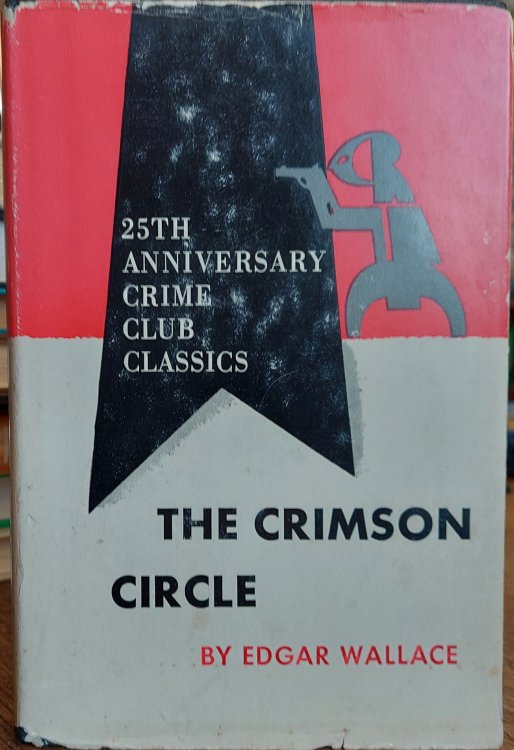 25TH
ANNIVERSARY
CRIME
CLUB
CLASSICS
THE CRIMSON
CIRCLE
BY EDGAR WALLACE